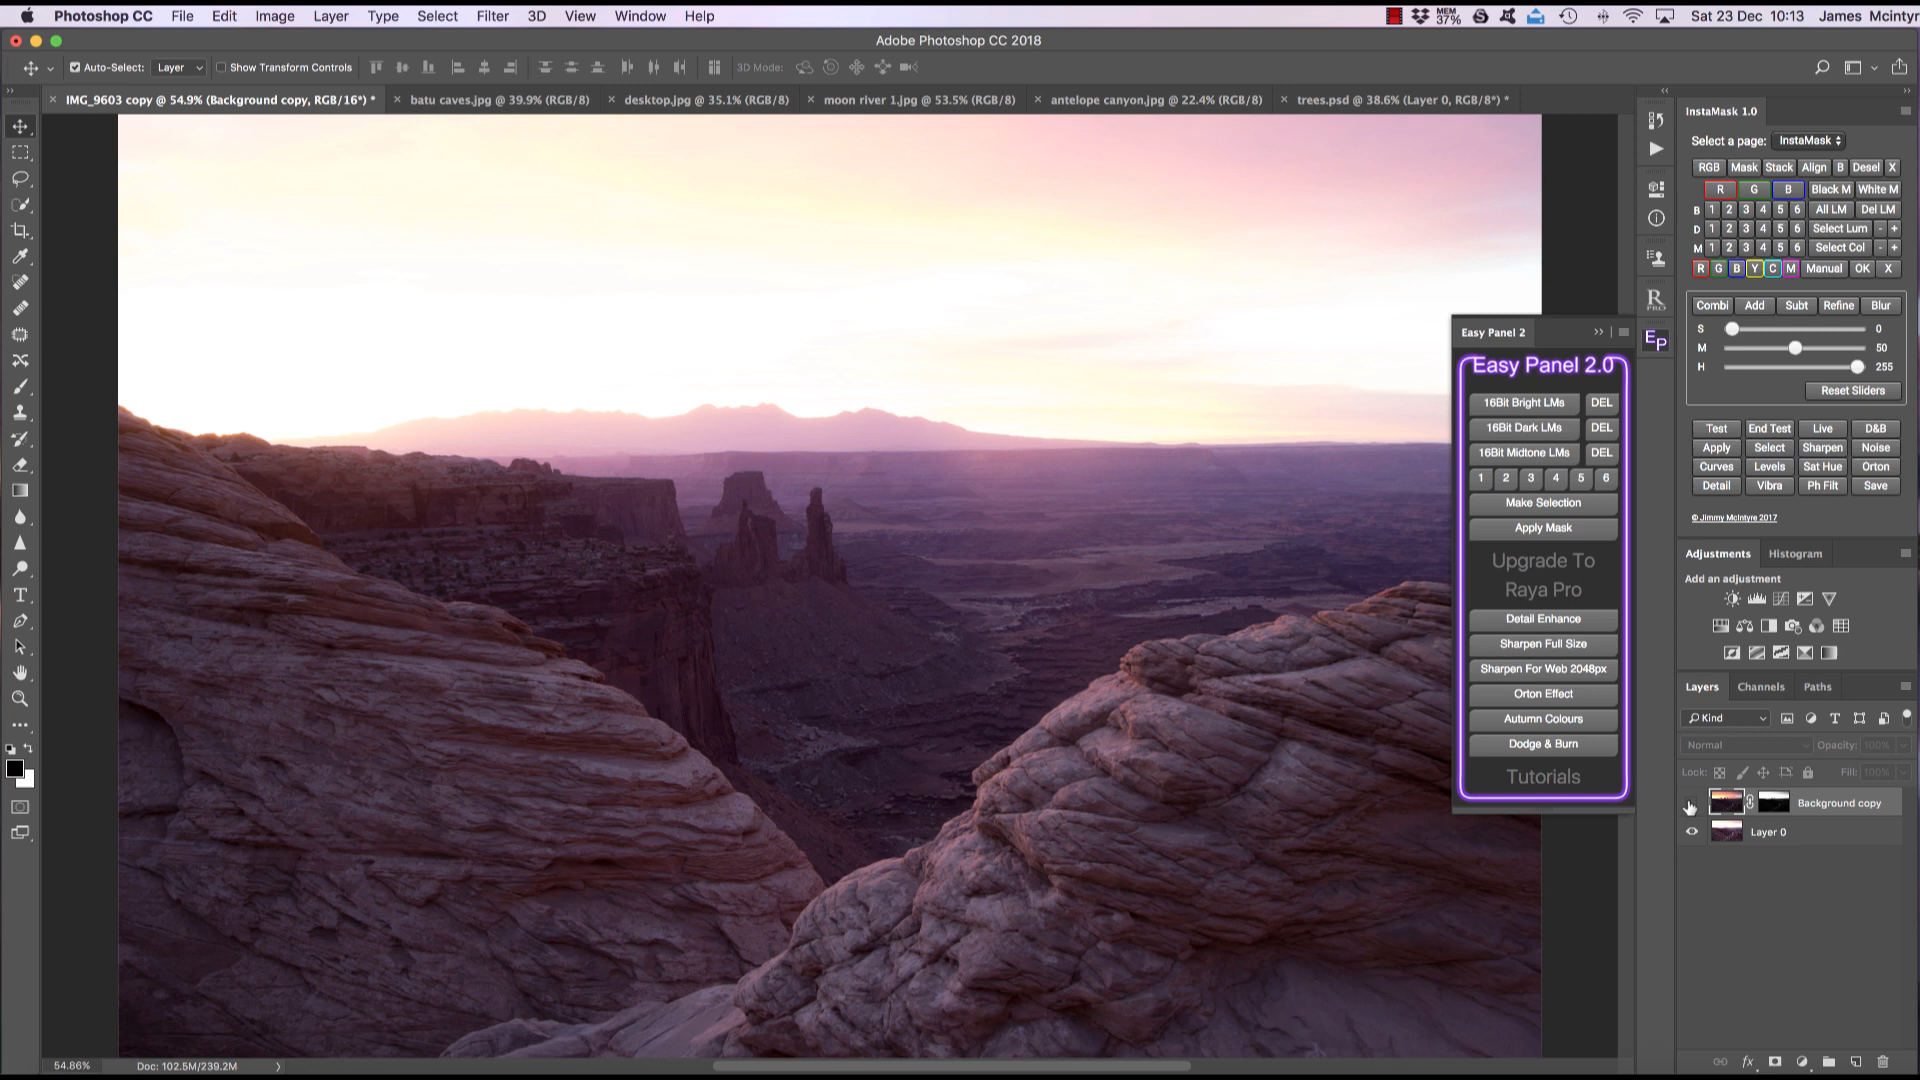 Photoshop CC File Edit Image Layer Type Select Filter 3D View Window Help MEM 37% Sat 23 Dec 10:13 James Mcintyr
Adobe Photoshop CC 2018
Auto-Select: Layer Show Transform Controls 3D Mode:
IMG_9603 copy @ 54.9% (Background copy, RGB/16*) * batu caves.jpg @ 39.9% (RGB/8) desktop.jpg @ 35.1% (RGB/8) moon river 1.jpg @ 53.5% (RGB/8) antelope canyon.jpg @ 22.4% (RGB/8) trees.psd @ 38.6% (Layer 0, RGB/8*) *
InstaMask 1.0
Select a page: InstaMask
RGB Mask Stack Align B Desel X
R G B Black M White M
B 1 2 3 4 5 6 All LM Del LM
D 1 2 3 4 5 6 Select Lum - +
M 1 2 3 4 5 6 Select Col - +
R G B Y C M Manual OK X
Combi Add Subt Refine Blur
S 0
M 50
H 255
Reset Sliders
Test End Test Live D&B
Apply Select Sharpen Noise
Curves Levels Sat Hue Orton
Detail Vibra Ph Filt Save
© Jimmy McIntyre 2017
R PRO
EP
Easy Panel 2
Easy Panel 2.0
16Bit Bright LMs DEL
16Bit Dark LMs DEL
16Bit Midtone LMs DEL
1 2 3 4 5 6
Make Selection
Apply Mask
Upgrade To
Raya Pro
Detail Enhance
Sharpen Full Size
Sharpen For Web 2048px
Orton Effect
Autumn Colours
Dodge & Burn
Tutorials
Adjustments Histogram
Add an adjustment
Layers Channels Paths
Kind
Normal Opacity: 100%
Lock: Fill: 100%
Background copy
Layer 0
54.86% Doc: 102.5M/239.2M